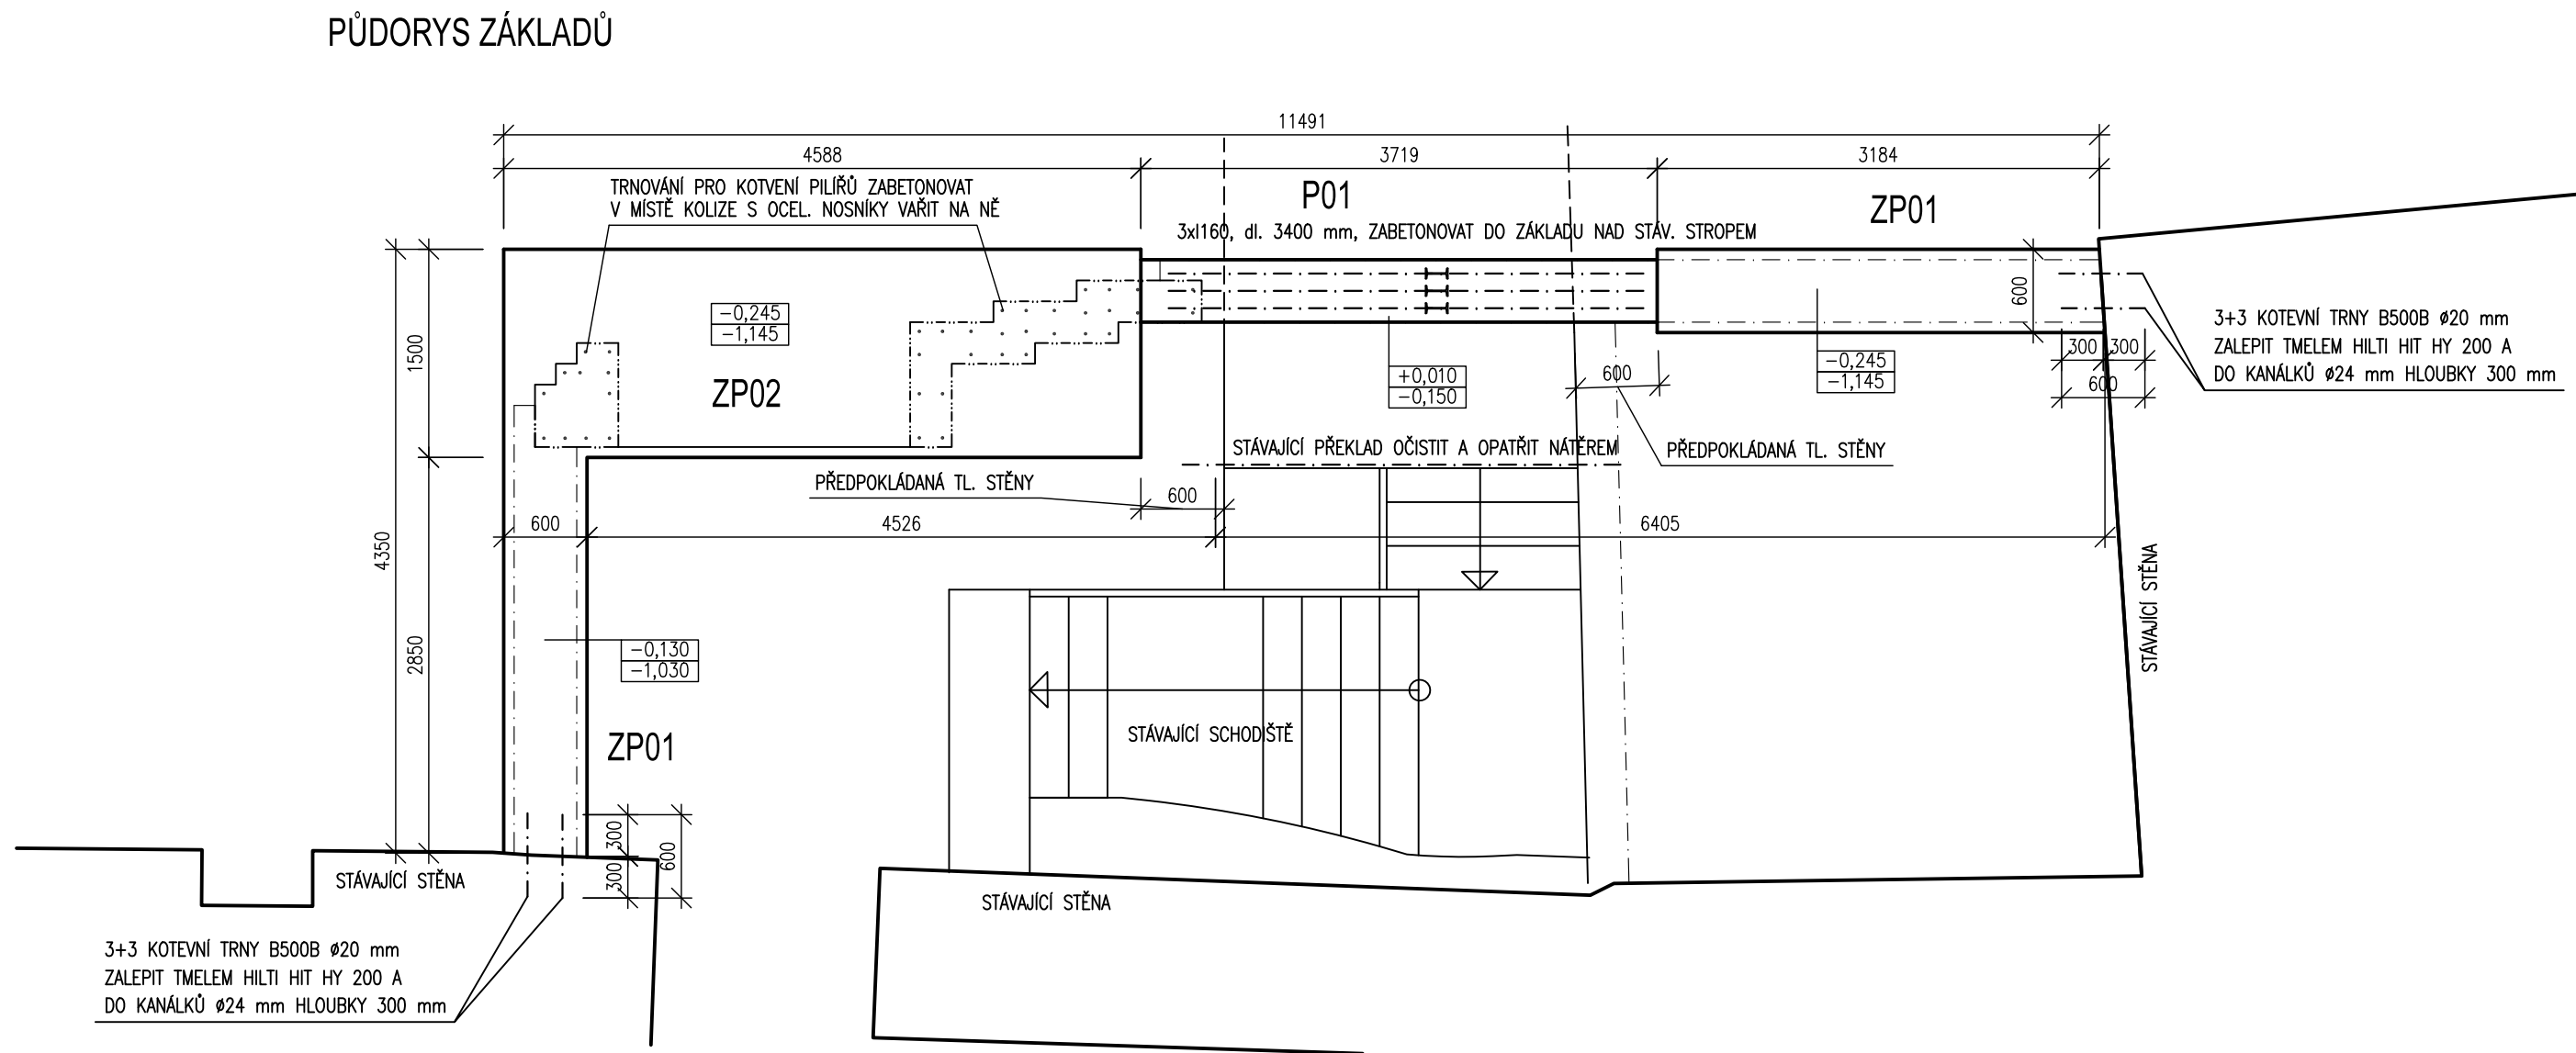 PŮDORYS ZÁKLADŮ
11491
4588
3719
3184
TRNOVÁNÍ PRO KOTVENÍ PILÍŘŮ ZABETONOVAT
V MÍSTĚ KOLIZE S OCEL. NOSNÍKY VAŘIT NA NĚ
P01
ZP01
3xI160, dl. 3400 mm, ZABETONOVAT DO ZÁKLADU NAD STÁV. STROPEM
-0,245
-1,145
ZP02
1500
4350
2850
600
3+3 KOTEVNÍ TRNY B500B ø20 mm
ZALEPIT TMELEM HILTI HIT HY 200 A
DO KANÁLKŮ ø24 mm HLOUBKY 300 mm
300
300
600
+0,010
-0,150
600
-0,245
-1,145
STÁVAJÍCÍ PŘEKLAD OČISTIT A OPATŘIT NÁTĚREM
PŘEDPOKLÁDANÁ TL. STĚNY
PŘEDPOKLÁDANÁ TL. STĚNY
600
600
4526
6405
STÁVAJÍCÍ STĚNA
-0,130
-1,030
ZP01
STÁVAJÍCÍ SCHODIŠTĚ
300
300
600
STÁVAJÍCÍ STĚNA
STÁVAJÍCÍ STĚNA
3+3 KOTEVNÍ TRNY B500B ø20 mm
ZALEPIT TMELEM HILTI HIT HY 200 A
DO KANÁLKŮ ø24 mm HLOUBKY 300 mm